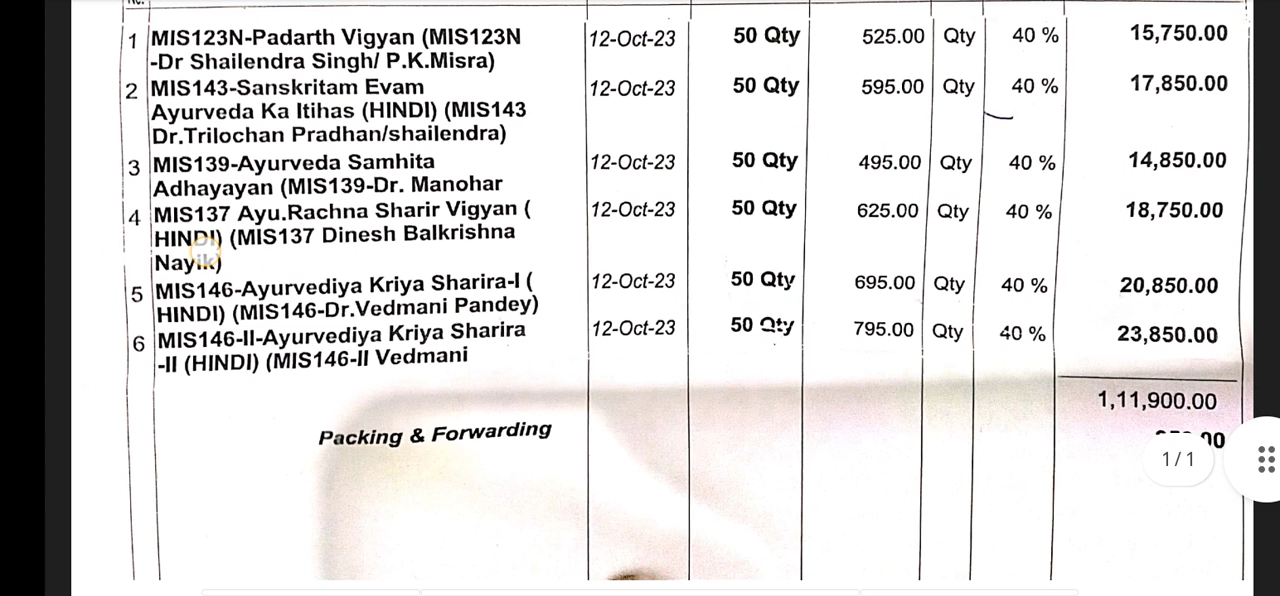 No.
1 MIS123N-Padarth Vigyan (MIS123N 12-Oct-23 50 Qty 525.00 Qty 40 % 15,750.00
-Dr Shailendra Singh/ P.K.Misra)
2 MIS143-Sanskritam Evam 12-Oct-23 50 Qty 595.00 Qty 40 % 17,850.00
Ayurveda Ka Itihas (HINDI) (MIS143
Dr.Trilochan Pradhan/shailendra)
3 MIS139-Ayurveda Samhita 12-Oct-23 50 Qty 495.00 Qty 40 % 14,850.00
Adhayayan (MIS139-Dr. Manohar
4 MIS137 Ayu.Rachna Sharir Vigyan ( 12-Oct-23 50 Qty 625.00 Qty 40 % 18,750.00
HINDI) (MIS137 Dinesh Balkrishna
Nayik)
5 MIS146-Ayurvediya Kriya Sharira-I ( 12-Oct-23 50 Qty 695.00 Qty 40 % 20,850.00
HINDI) (MIS146-Dr.Vedmani Pandey)
6 MIS146-II-Ayurvediya Kriya Sharira 12-Oct-23 50 Qty 795.00 Qty 40 % 23,850.00
-II (HINDI) (MIS146-II Vedmani
1,11,900.00
Packing & Forwarding
1/1